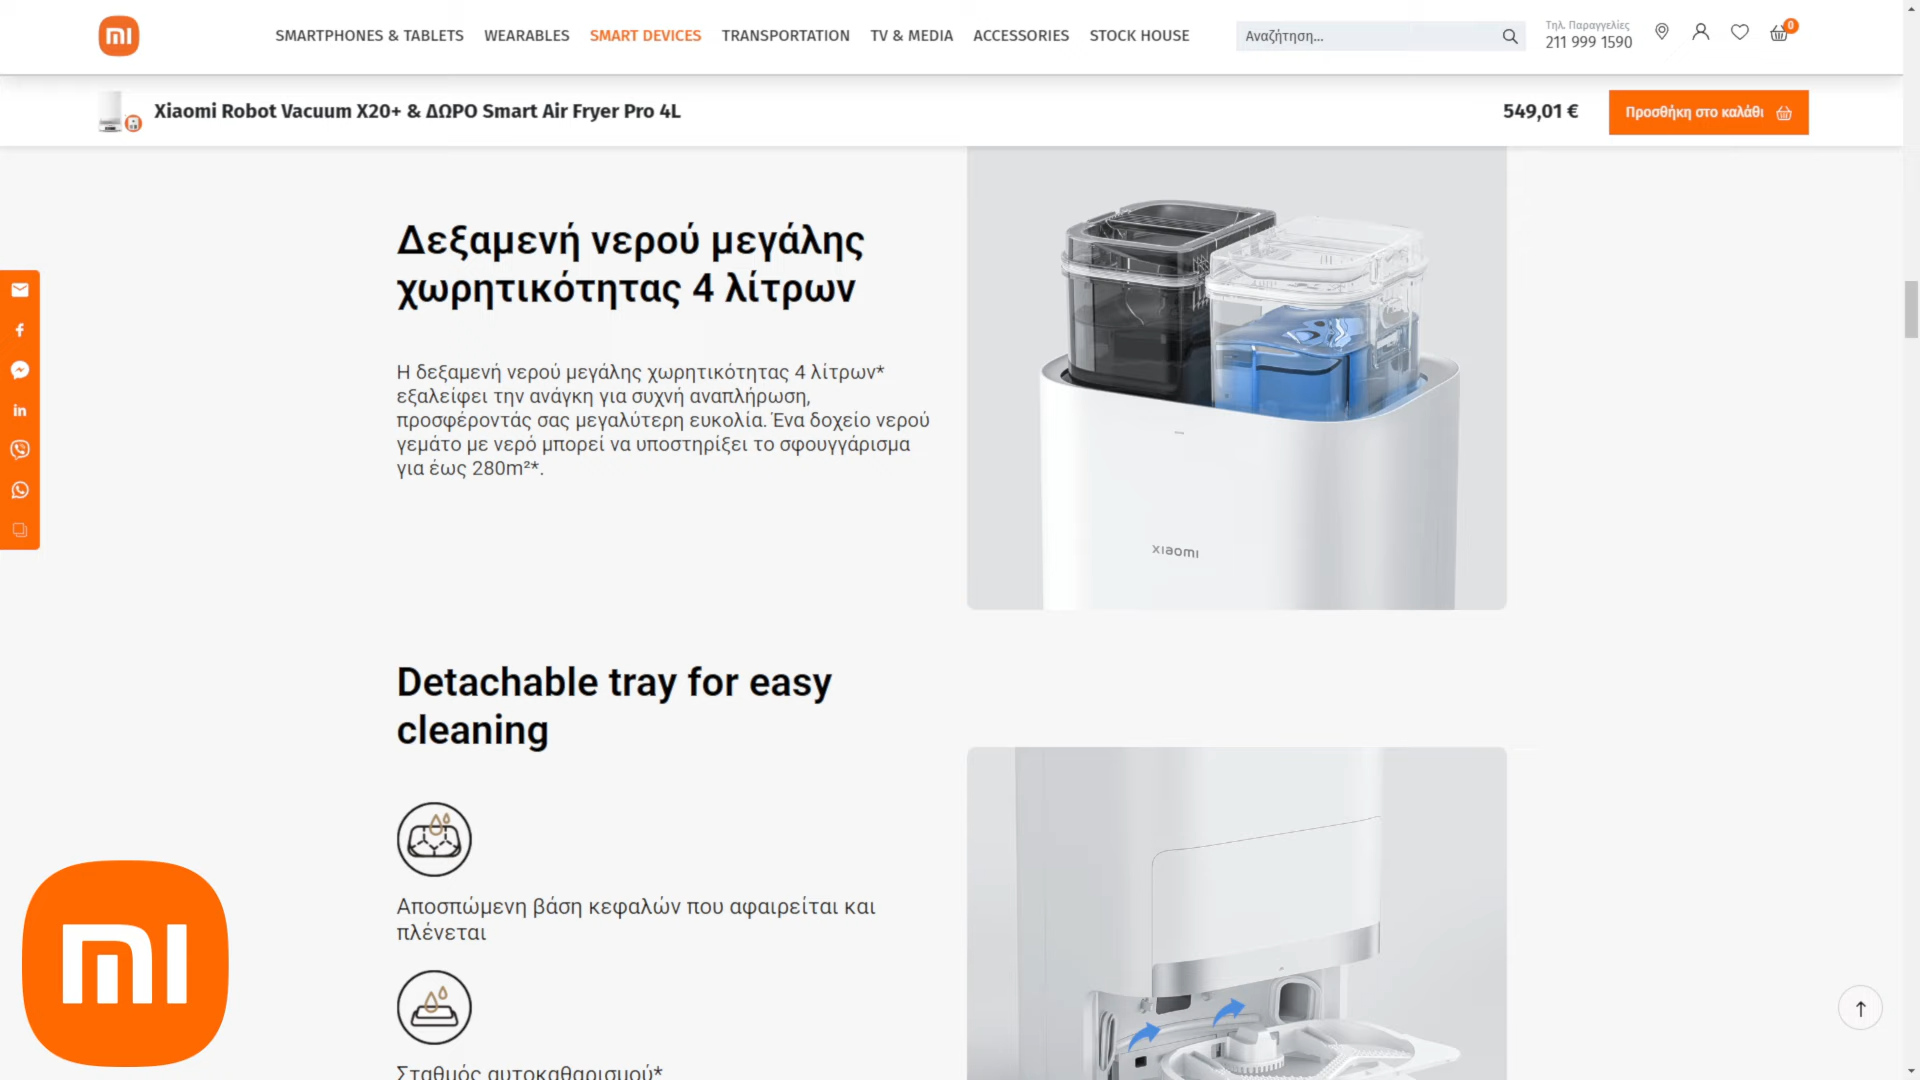 SMARTPHONES & TABLETS WEARABLES SMART DEVICES TRANSPORTATION TV & MEDIA ACCESSORIES STOCK HOUSE
Αναζήτηση...
Τηλ. Παραγγελίες
211 999 1590
0
Xiaomi Robot Vacuum X20+ & ΔΩΡΟ Smart Air Fryer Pro 4L
549,01 €
Προσθήκη στο καλάθι
Δεξαμενή νερού μεγάλης
χωρητικότητας 4 λίτρων
Η δεξαμενή νερού μεγάλης χωρητικότητας 4 λίτρων*
εξαλείφει την ανάγκη για συχνή αναπλήρωση,
προσφέροντάς σας μεγαλύτερη ευκολία. Ένα δοχείο νερού
γεμάτο με νερό μπορεί να υποστηρίξει το σφουγγάρισμα
για έως 280m²*.
xiaomi
Detachable tray for easy
cleaning
Αποσπώμενη βάση κεφαλών που αφαιρείται και
πλένεται
Σταθμός αυτοκαθαρισμού*
mi